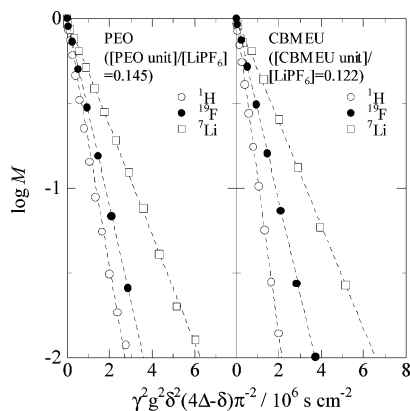 0
PEO
([PEO unit]/[LiPF₆]
=0.145)
¹H
¹⁹F
⁷Li
CBMEU
([CBMEU unit]/
[LiPF₆]=0.122)
¹H
¹⁹F
⁷Li
log M
-1
-2
0 2 4 6 0 2 4 6 8
γ²g²δ²(4Δ-δ)π⁻² / 10⁶ s cm⁻²